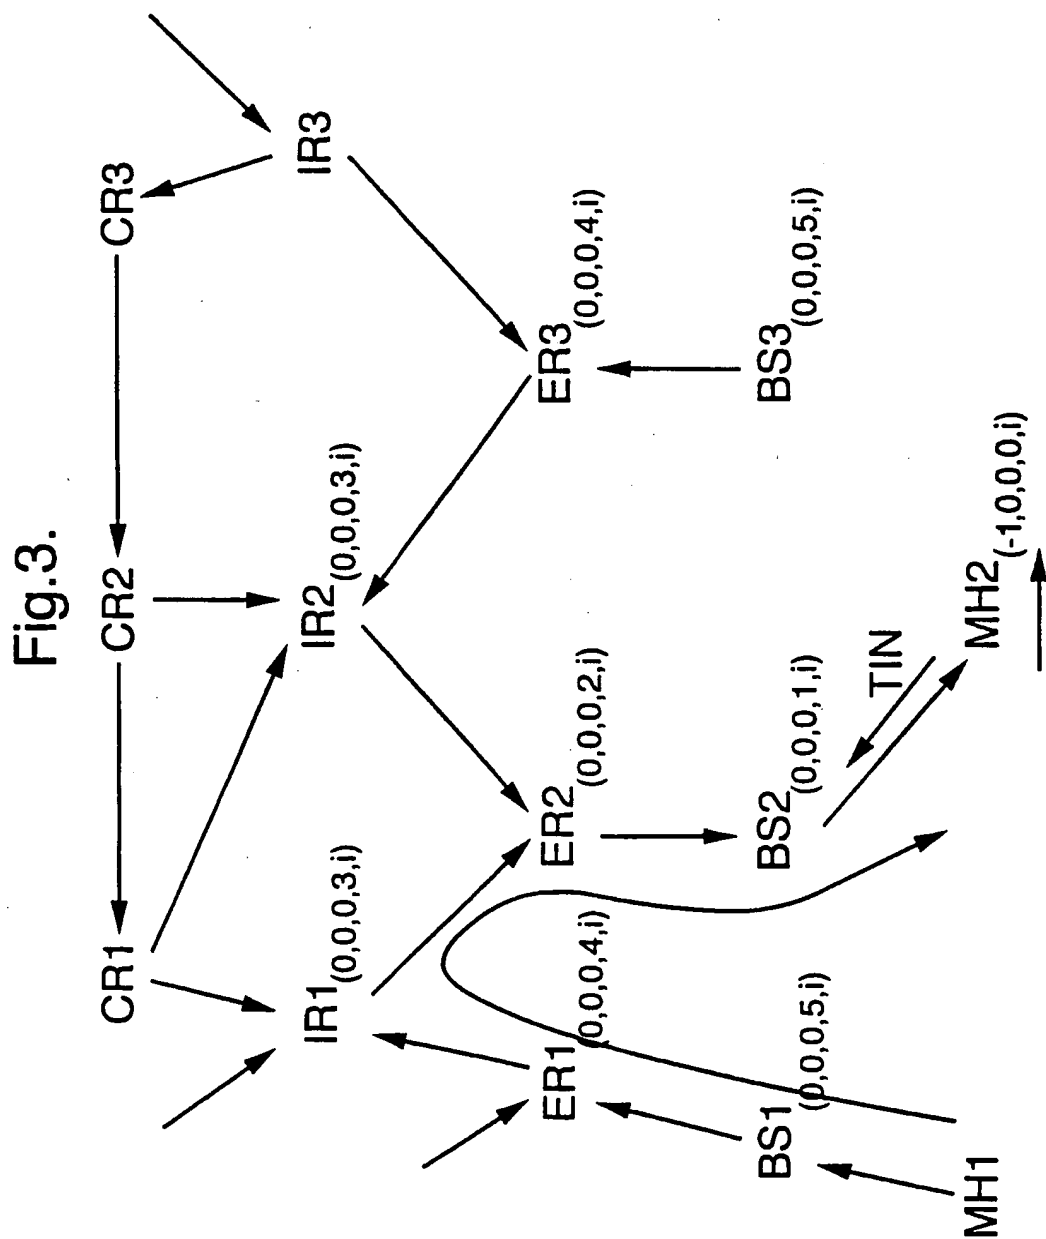 Fig.3.
CR1
CR2
CR3
IR1(0,0,0,3,i)
IR2(0,0,0,3,i)
IR3
ER1(0,0,0,4,i)
ER2(0,0,0,2,i)
ER3(0,0,0,4,i)
BS1(0,0,0,5,i)
BS2(0,0,0,1,i)
BS3(0,0,0,5,i)
TIN
MH1
MH2(-1,0,0,0,i)